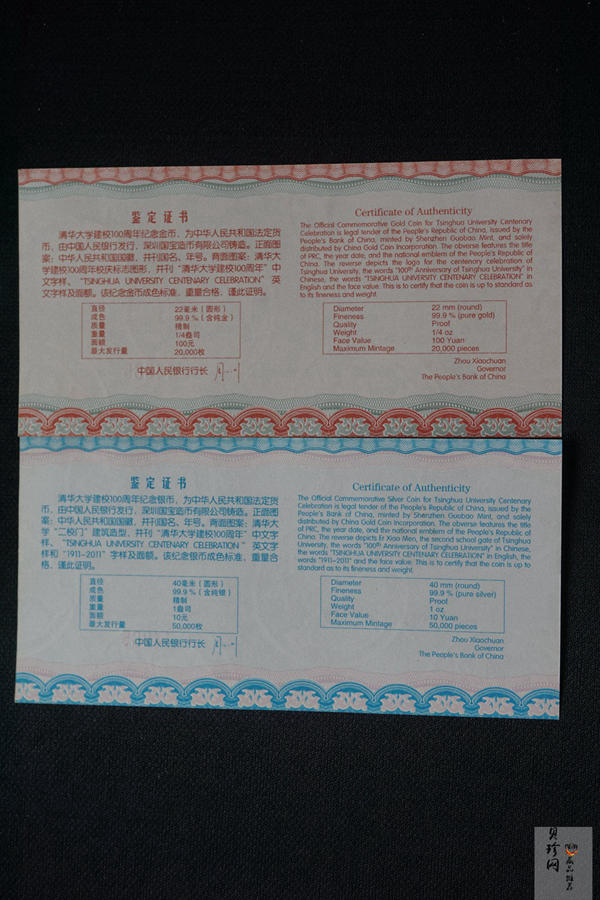 鉴定证书
清华大学建校100周年纪念金币，为中华人民共和国法定货
币，由中国人民银行发行，深圳国宝造币有限公司铸造。正面图
案：中华人民共和国国徽，并刊国名、年号。背面图案：清华大
学建校100周年校庆标志图形，并刊“清华大学建校100周年”中
文字样、“TSINGHUA UNIVERSITY CENTENARY CELEBRATION”英
文字样及面额。该纪念金币成色标准，重量合格，谨此证明。
直径 22毫米（圆形）
成色 99.9％（含纯金）
质量 精制
重量 1/4盎司
面额 100元
最大发行量 20,000枚
中国人民银行行长
Certificate of Authenticity
The Official Commemorative Gold Coin for Tsinghua University Centenary
Celebration is legal tender of the People's Republic of China, issued by the
People's Bank of China, minted by Shenzhen Guobao Mint, and solely
distributed by China Gold Coin Incorporation. The obverse features the title
of PRC, the year date, and the national emblem of the People's Republic of
China. The reverse depicts the logo for the centenary celebration of
Tsinghua University, the words "100th Anniversary of Tsinghua University" in
Chinese, the words "TSINGHUA UNIVERSITY CENTENARY CELEBRATION" in
English and the face value. This is to certify that the coin is up to standard as
to its fineness and weight.
Diameter 22 mm (round)
Fineness 99.9 % (pure gold)
Quality Proof
Weight 1/4 oz
Face Value 100 Yuan
Maximum Mintage 20,000 pieces
Zhou Xiaochuan
Governor
The People's Bank of China
鉴定证书
清华大学建校100周年纪念银币，为中华人民共和国法定货
币，由中国人民银行发行，深圳国宝造币有限公司铸造。正面图
案：中华人民共和国国徽，并刊国名、年号。背面图案：清华大
学“二校门”建筑造型，并刊“清华大学建校100周年”中文字
样、“TSINGHUA UNIVERSITY CENTENARY CELEBRATION”英文字
样和“1911-2011”字样及面额。该纪念银币成色标准，重量合
格，谨此证明。
直径 40毫米（圆形）
成色 99.9％（含纯银）
质量 精制
重量 1盎司
面额 10元
最大发行量 50,000枚
中国人民银行行长
Certificate of Authenticity
The Official Commemorative Silver Coin for Tsinghua University Centenary
Celebration is legal tender of the People's Republic of China, issued by the
People's Bank of China, minted by Shenzhen Guobao Mint, and solely
distributed by China Gold Coin Incorporation. The obverse features the title
of PRC, the year date, and the national emblem of the People's Republic of
China. The reverse depicts Er Xiao Men, the second school gate of Tsinghua
University, the words "100th Anniversary of Tsinghua University" in Chinese,
the words "TSINGHUA UNIVERSITY CENTENARY CELEBRATION" in English, the
words "1911-2011" and the face value. This is to certify that the coin is up to
standard as to its fineness and weight.
Diameter 40 mm (round)
Fineness 99.9 % (pure silver)
Quality Proof
Weight 1 oz
Face Value 10 Yuan
Maximum Mintage 50,000 pieces
Zhou Xiaochuan
Governor
The People's Bank of China
贝珍网